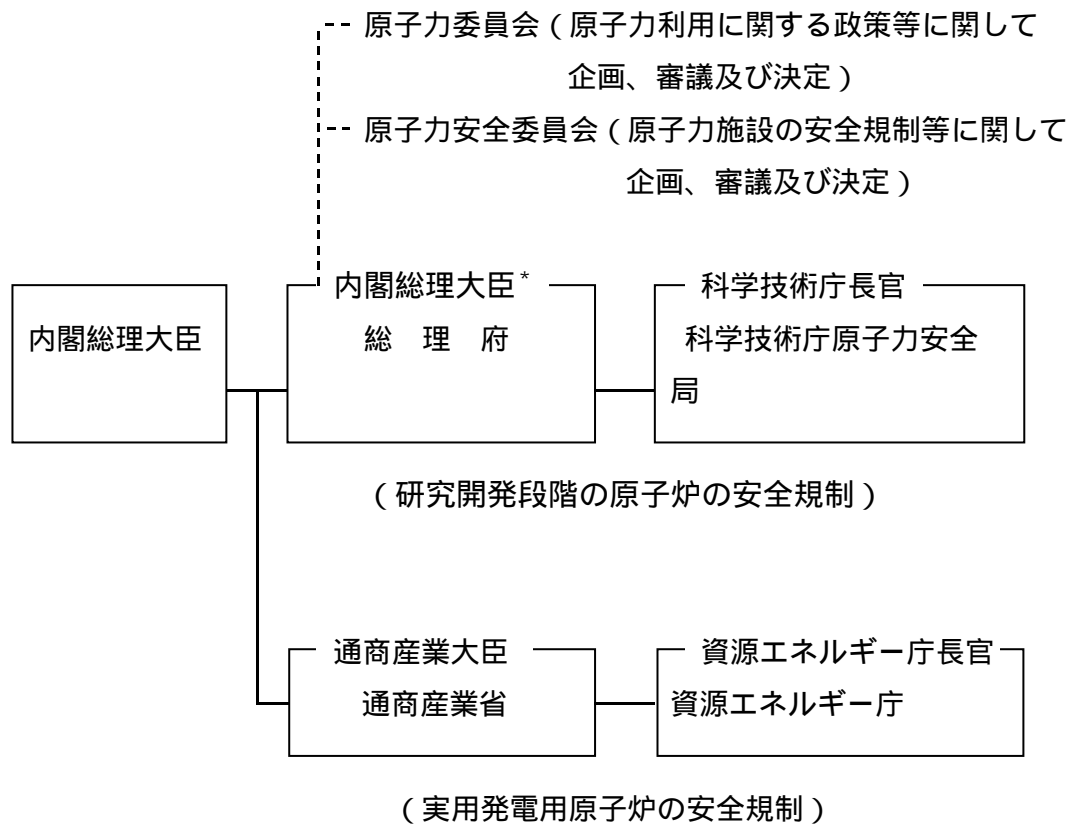 原子力委員会（原子力利用に関する政策等に関して
企画、審議及び決定）
原子力安全委員会（原子力施設の安全規制等に関して
企画、審議及び決定）
内閣総理大臣
内閣総理大臣*
総　理　府
科学技術庁長官
科学技術庁原子力安全
局
（研究開発段階の原子炉の安全規制）
通商産業大臣
通商産業省
資源エネルギー庁長官
資源エネルギー庁
（実用発電用原子炉の安全規制）